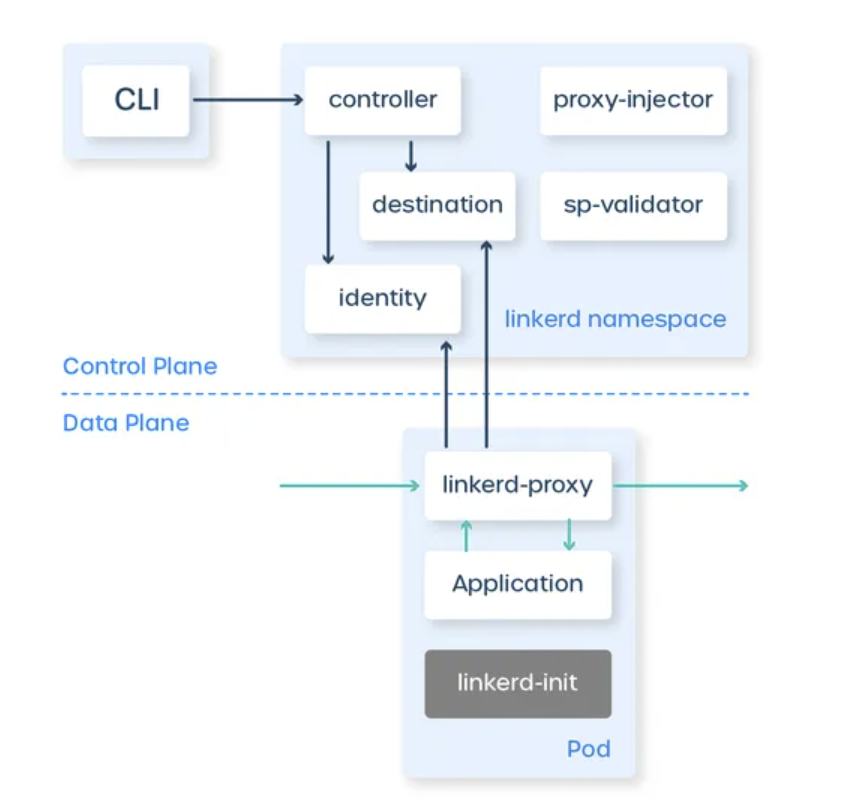 CLI
controller
proxy-injector
destination
sp-validator
identity
linkerd namespace
Control Plane
Data Plane
linkerd-proxy
Application
linkerd-init
Pod